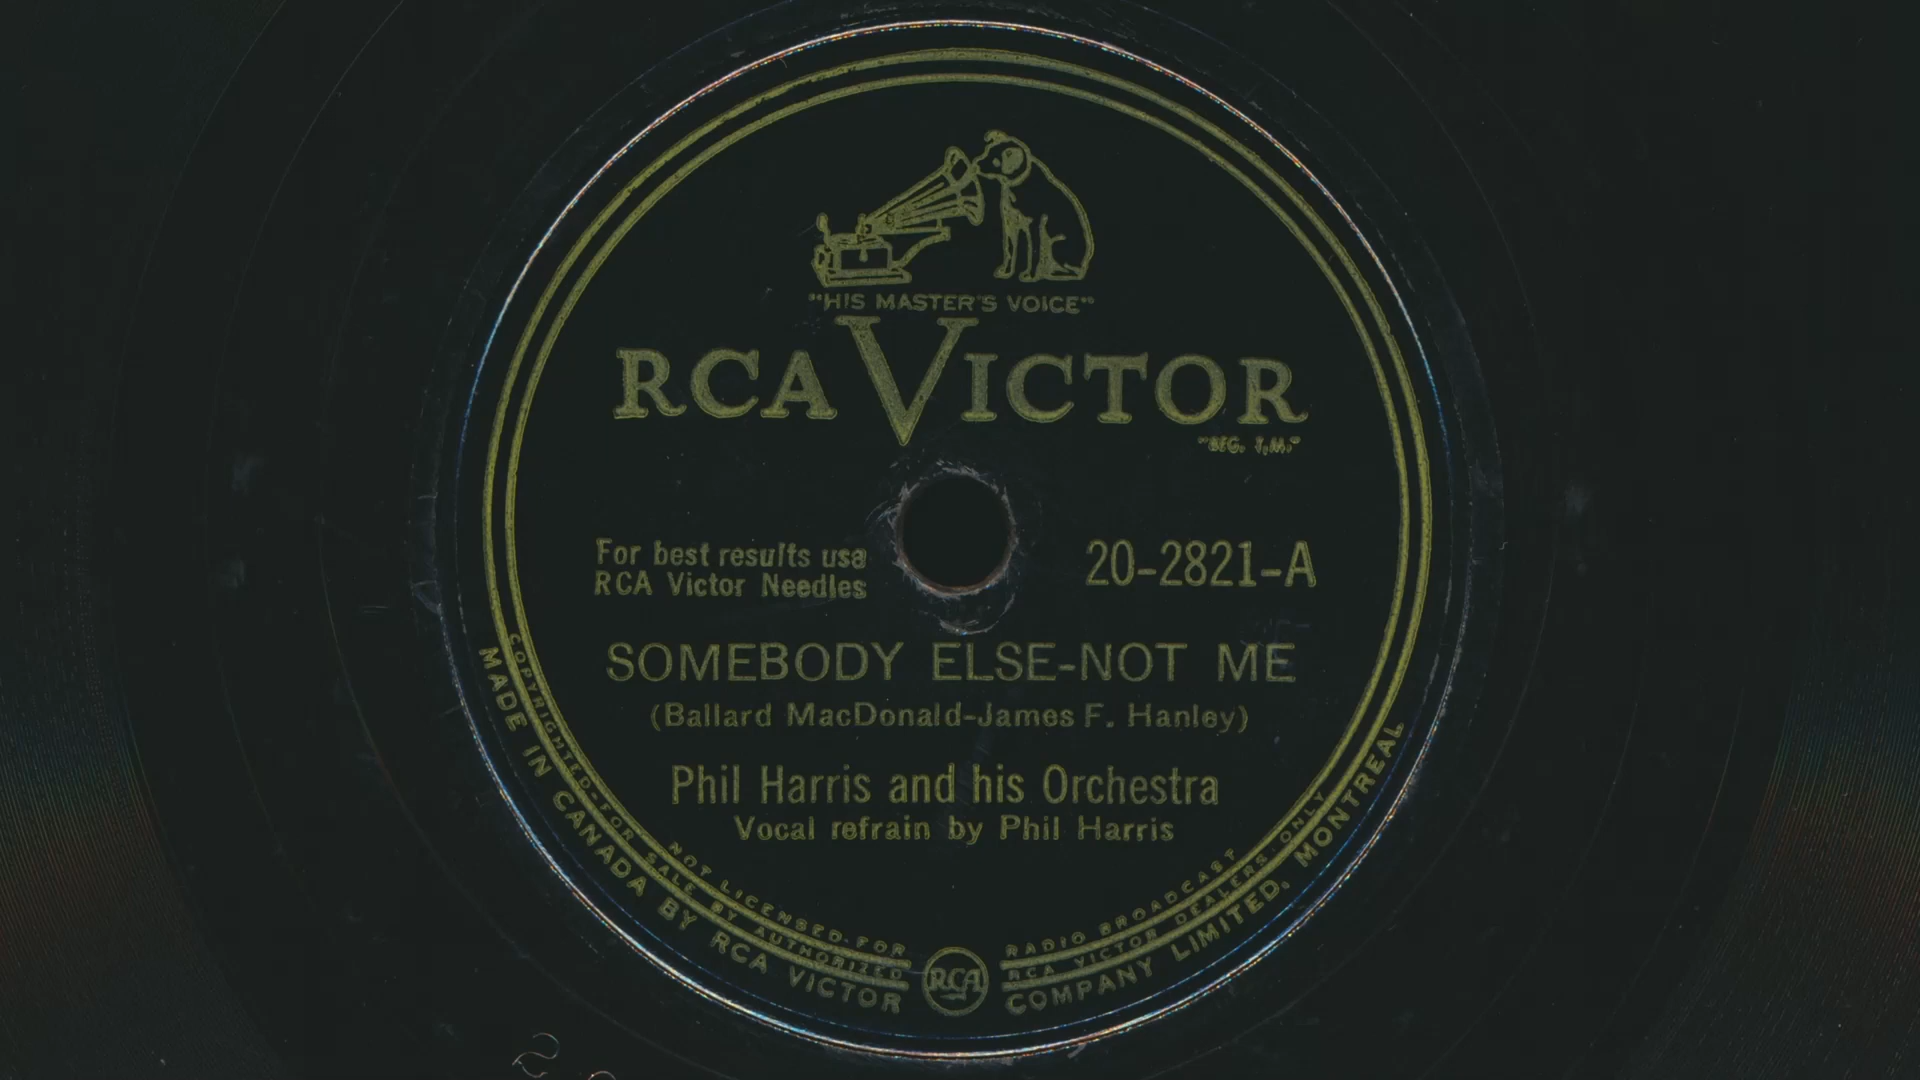 "HIS MASTER'S VOICE"
RCA VICTOR
"REG. T.M."
For best results use
RCA Victor Needles
20-2821-A
SOMEBODY ELSE-NOT ME
(Ballard MacDonald-James F. Hanley)
Phil Harris and his Orchestra
Vocal refrain by Phil Harris
NOT LICENSED FOR RADIO BROADCAST
COPYRIGHTED-FOR SALE BY AUTHORIZED RCA VICTOR DEALERS ONLY
MADE IN CANADA BY RCA VICTOR COMPANY LIMITED, MONTREAL
RCA